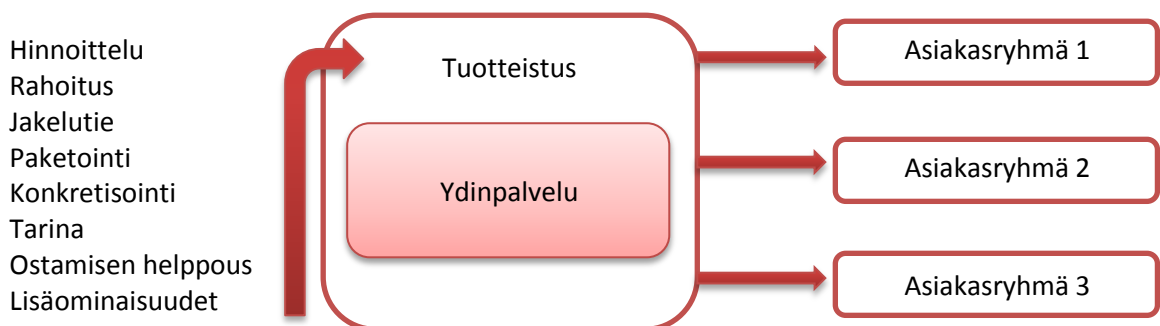 Hinnoittelu
Rahoitus
Jakelutie
Paketointi
Konkretisointi
Tarina
Ostamisen helppous
Lisäominaisuudet
Tuotteistus
Ydinpalvelu
Asiakasryhmä 1
Asiakasryhmä 2
Asiakasryhmä 3